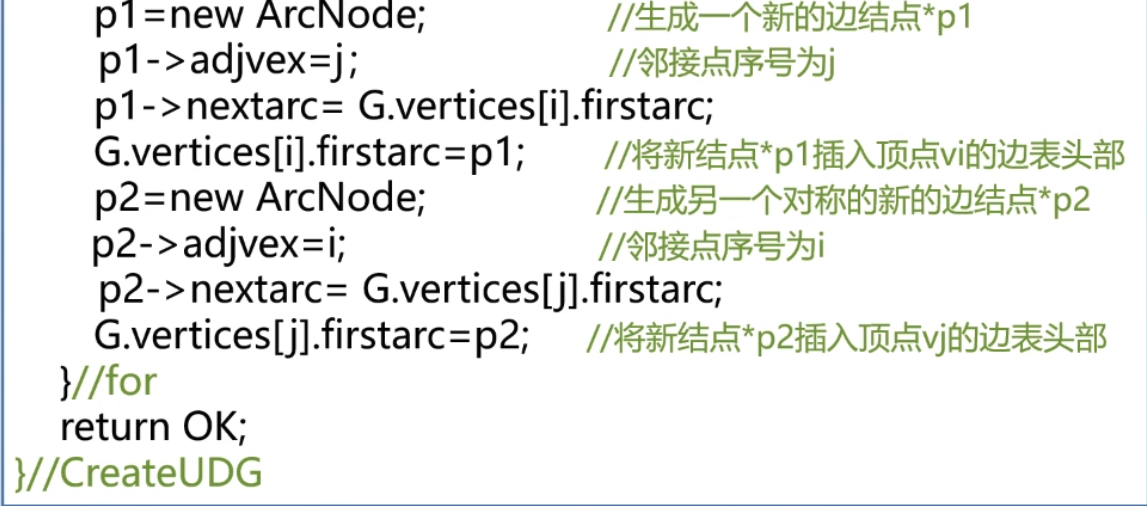 p1=new ArcNode; //生成一个新的边结点*p1
p1->adjvex=j; //邻接点序号为j
p1->nextarc= G.vertices[i].firstarc;
G.vertices[i].firstarc=p1; //将新结点*p1插入顶点vi的边表头部
p2=new ArcNode; //生成另一个对称的新的边结点*p2
p2->adjvex=i; //邻接点序号为i
p2->nextarc= G.vertices[j].firstarc;
G.vertices[j].firstarc=p2; //将新结点*p2插入顶点vj的边表头部
}//for
return OK;
}//CreateUDG